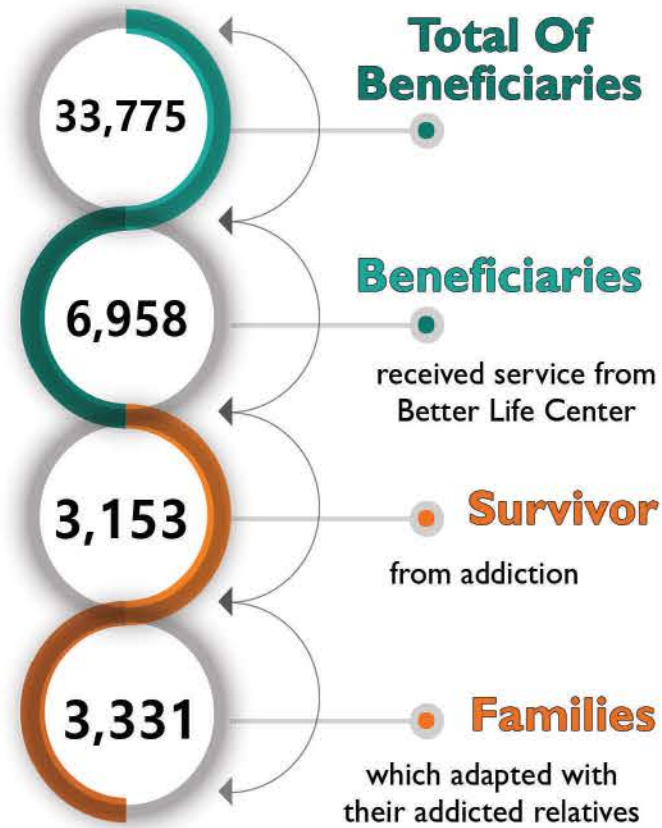 33,775
Total Of
Beneficiaries
6,958
Beneficiaries
received service from
Better Life Center
3,153
Survivor
from addiction
3,331
Families
which adapted with
their addicted relatives